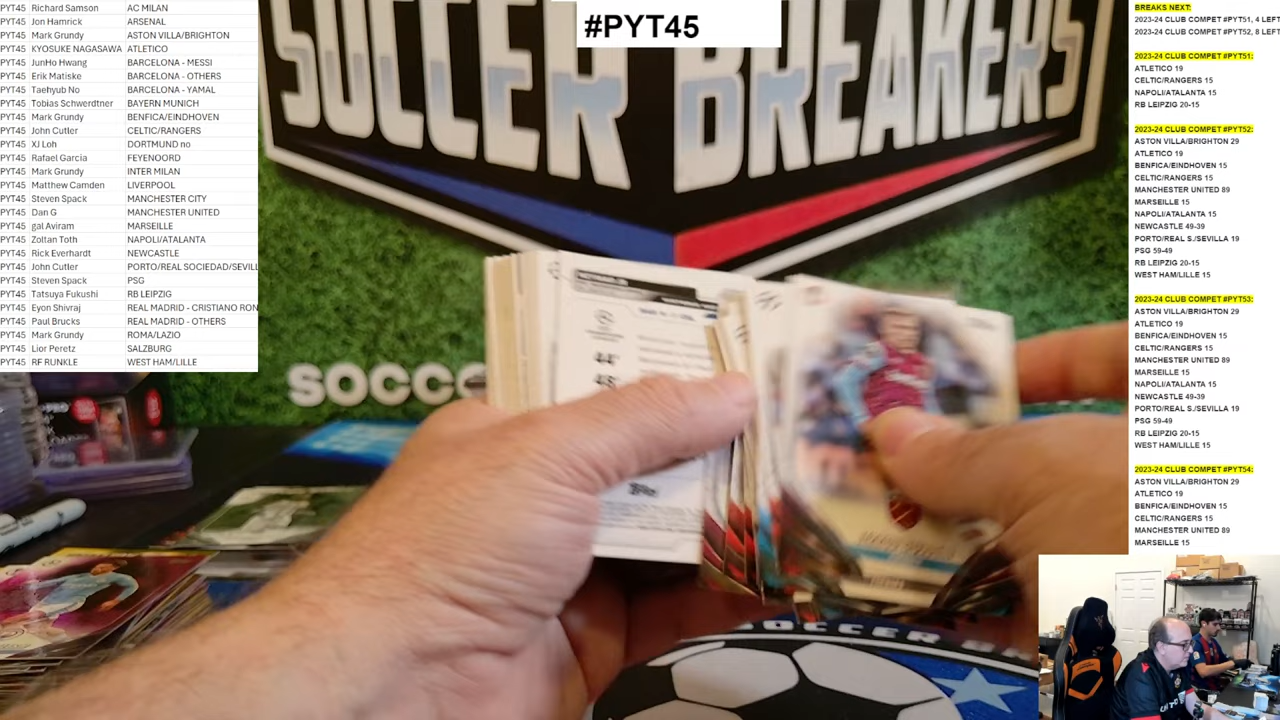 PYT45 Richard Samson AC MILAN
PYT45 Jon Hamrick ARSENAL
PYT45 Mark Grundy ASTON VILLA/BRIGHTON
PYT45 KYOSUKE NAGASAWA ATLETICO
PYT45 JunHo Hwang BARCELONA - MESSI
PYT45 Erik Matiske BARCELONA - OTHERS
PYT45 Taehyub No BARCELONA - YAMAL
PYT45 Tobias Schwerdtner BAYERN MUNICH
PYT45 Mark Grundy BENFICA/EINDHOVEN
PYT45 John Cutler CELTIC/RANGERS
PYT45 XJ Loh DORTMUND no
PYT45 Rafael Garcia FEYENOORD
PYT45 Mark Grundy INTER MILAN
PYT45 Matthew Camden LIVERPOOL
PYT45 Steven Spack MANCHESTER CITY
PYT45 Dan G MANCHESTER UNITED
PYT45 gal Aviram MARSEILLE
PYT45 Zoltan Toth NAPOLI/ATALANTA
PYT45 Rick Everhardt NEWCASTLE
PYT45 John Cutler PORTO/REAL SOCIEDAD/SEVILL
PYT45 Steven Spack PSG
PYT45 Tatsuya Fukushi RB LEIPZIG
PYT45 Eyon Shivraj REAL MADRID - CRISTIANO RON
PYT45 Paul Brucks REAL MADRID - OTHERS
PYT45 Mark Grundy ROMA/LAZIO
PYT45 Lior Peretz SALZBURG
PYT45 RF RUNKLE WEST HAM/LILLE
#PYT45
SOCCER BREAKERS
SOCC
44
SOCCER
BREAKS NEXT:
2023-24 CLUB COMPET #PYT51, 4 LEFT
2023-24 CLUB COMPET #PYT52, 8 LEFT
2023-24 CLUB COMPET #PYT51:
ATLETICO 19
CELTIC/RANGERS 15
NAPOLI/ATALANTA 15
RB LEIPZIG 20-15
2023-24 CLUB COMPET #PYT52:
ASTON VILLA/BRIGHTON 29
ATLETICO 19
BENFICA/EINDHOVEN 15
CELTIC/RANGERS 15
MANCHESTER UNITED 89
MARSEILLE 15
NAPOLI/ATALANTA 15
NEWCASTLE 49-39
PORTO/REAL S./SEVILLA 19
PSG 59-49
RB LEIPZIG 20-15
WEST HAM/LILLE 15
2023-24 CLUB COMPET #PYT53:
ASTON VILLA/BRIGHTON 29
ATLETICO 19
BENFICA/EINDHOVEN 15
CELTIC/RANGERS 15
MANCHESTER UNITED 89
MARSEILLE 15
NAPOLI/ATALANTA 15
NEWCASTLE 49-39
PORTO/REAL S./SEVILLA 19
PSG 59-49
RB LEIPZIG 20-15
WEST HAM/LILLE 15
2023-24 CLUB COMPET #PYT54:
ASTON VILLA/BRIGHTON 29
ATLETICO 19
BENFICA/EINDHOVEN 15
CELTIC/RANGERS 15
MANCHESTER UNITED 89
MARSEILLE 15